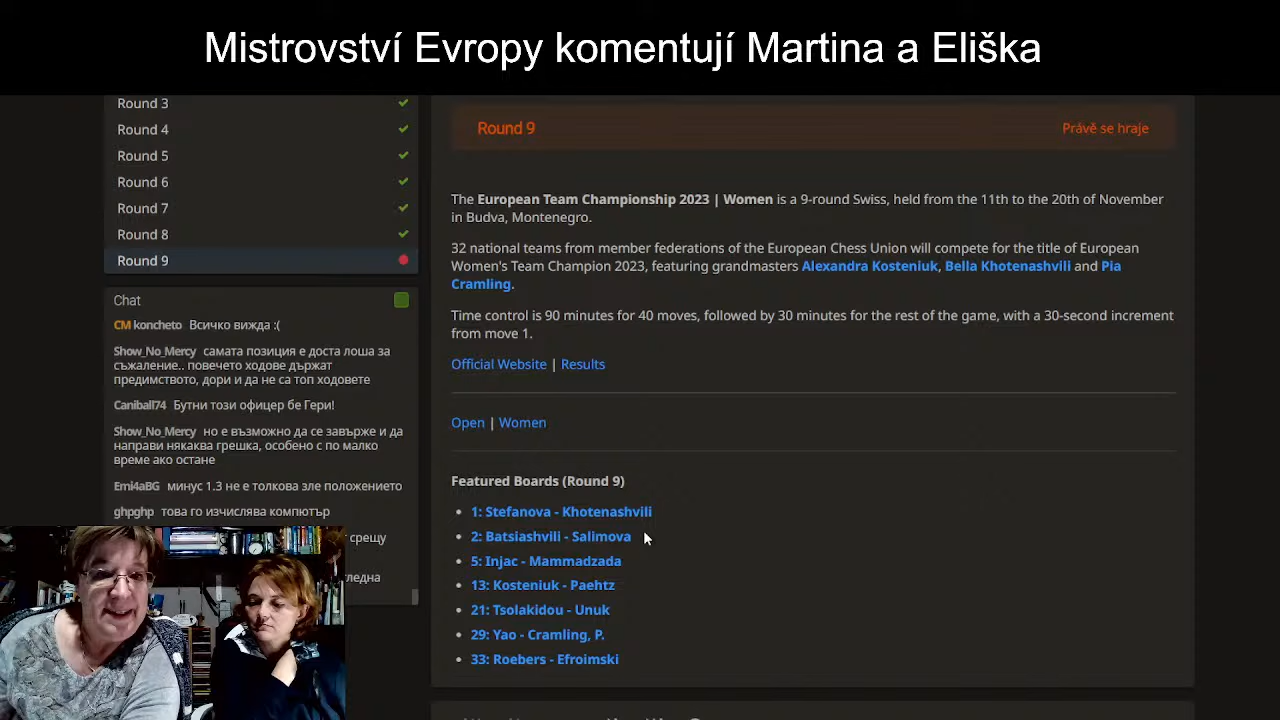 Mistrovství Evropy komentují Martina a Eliška
Round 3
Round 4
Round 5
Round 6
Round 7
Round 8
Round 9
Chat
CM koncheto Всичко вижда :(
Show_No_Mercy самата позиция е доста лоша за
съжаление.. повечето ходове държат
предимството, дори и да не са топ ходовете
Caniball74 Бутни този офицер бе Гери!
Show_No_Mercy но е възможно да се завърже и да
направи някаква грешка, особено с по малко
време ако остане
Emi4aBG минус 1.3 не е толкова зле положението
ghpghp това го изчислява компютър
срещу
Round 9
Právě se hraje
The European Team Championship 2023 | Women is a 9-round Swiss, held from the 11th to the 20th of November
in Budva, Montenegro.
32 national teams from member federations of the European Chess Union will compete for the title of European
Women's Team Champion 2023, featuring grandmasters Alexandra Kosteniuk, Bella Khotenashvili and Pia
Cramling.
Time control is 90 minutes for 40 moves, followed by 30 minutes for the rest of the game, with a 30-second increment
from move 1.
Official Website | Results
Open | Women
Featured Boards (Round 9)
1: Stefanova - Khotenashvili
2: Batsiashvili - Salimova
5: Injac - Mammadzada
13: Kosteniuk - Paehtz
21: Tsolakidou - Unuk
29: Yao - Cramling, P.
33: Roebers - Efroimski